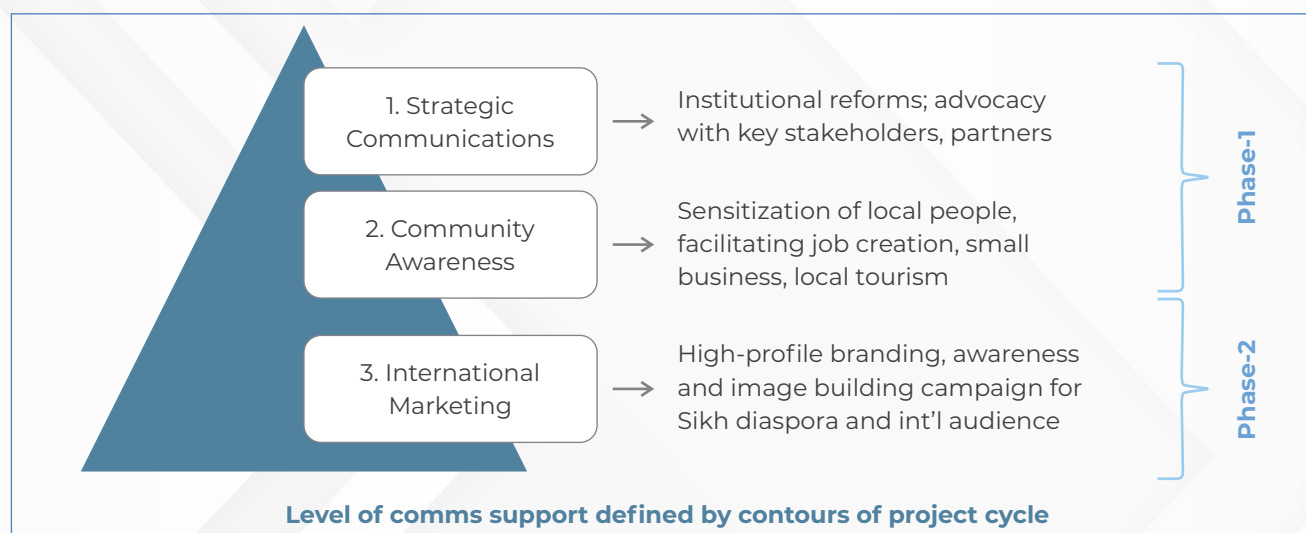 1. Strategic
Communications
Institutional reforms; advocacy
with key stakeholders, partners
2. Community
Awareness
Sensitization of local people,
facilitating job creation, small
business, local tourism
Phase-1
3. International
Marketing
High-profile branding, awareness
and image building campaign for
Sikh diaspora and int'l audience
Phase-2
Level of comms support defined by contours of project cycle